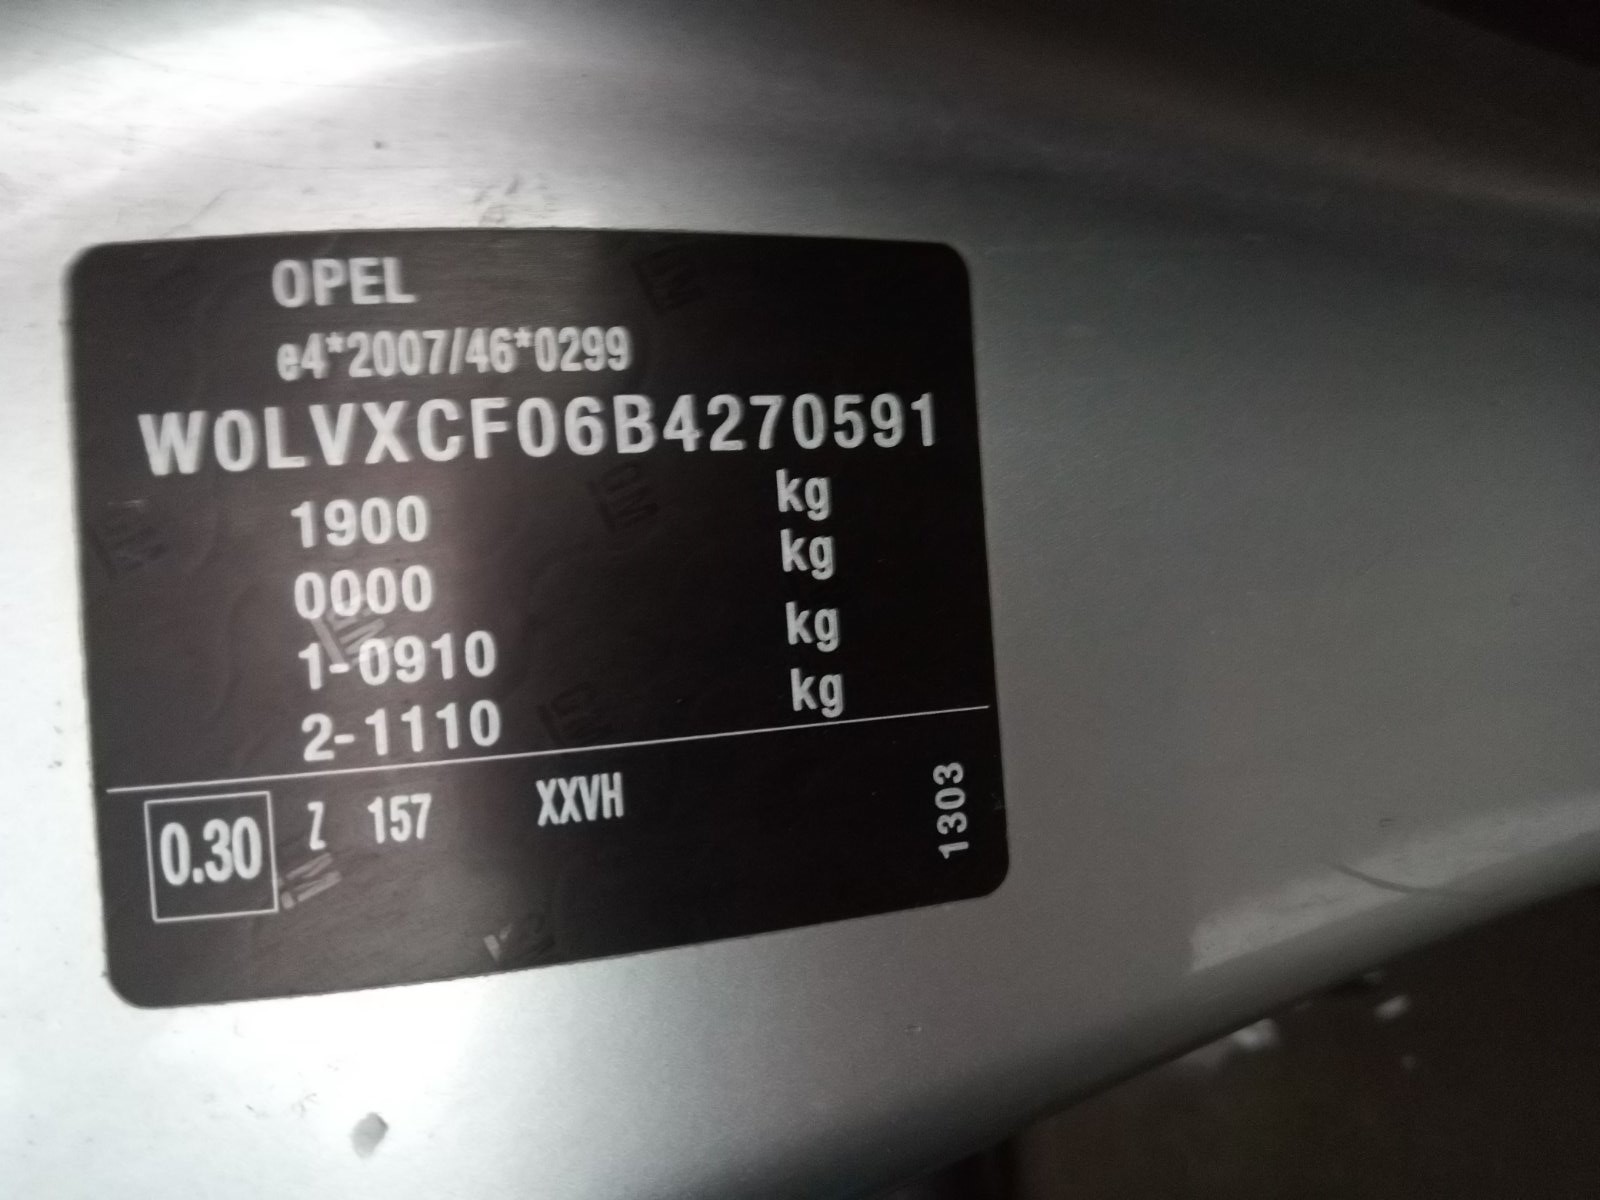 OPEL
e4*2007/46*0299
W0LVXCF06B4270591
1900 kg
0000 kg
1-0910 kg
2-1110 kg
0.30 Z 157 XXVH
1303